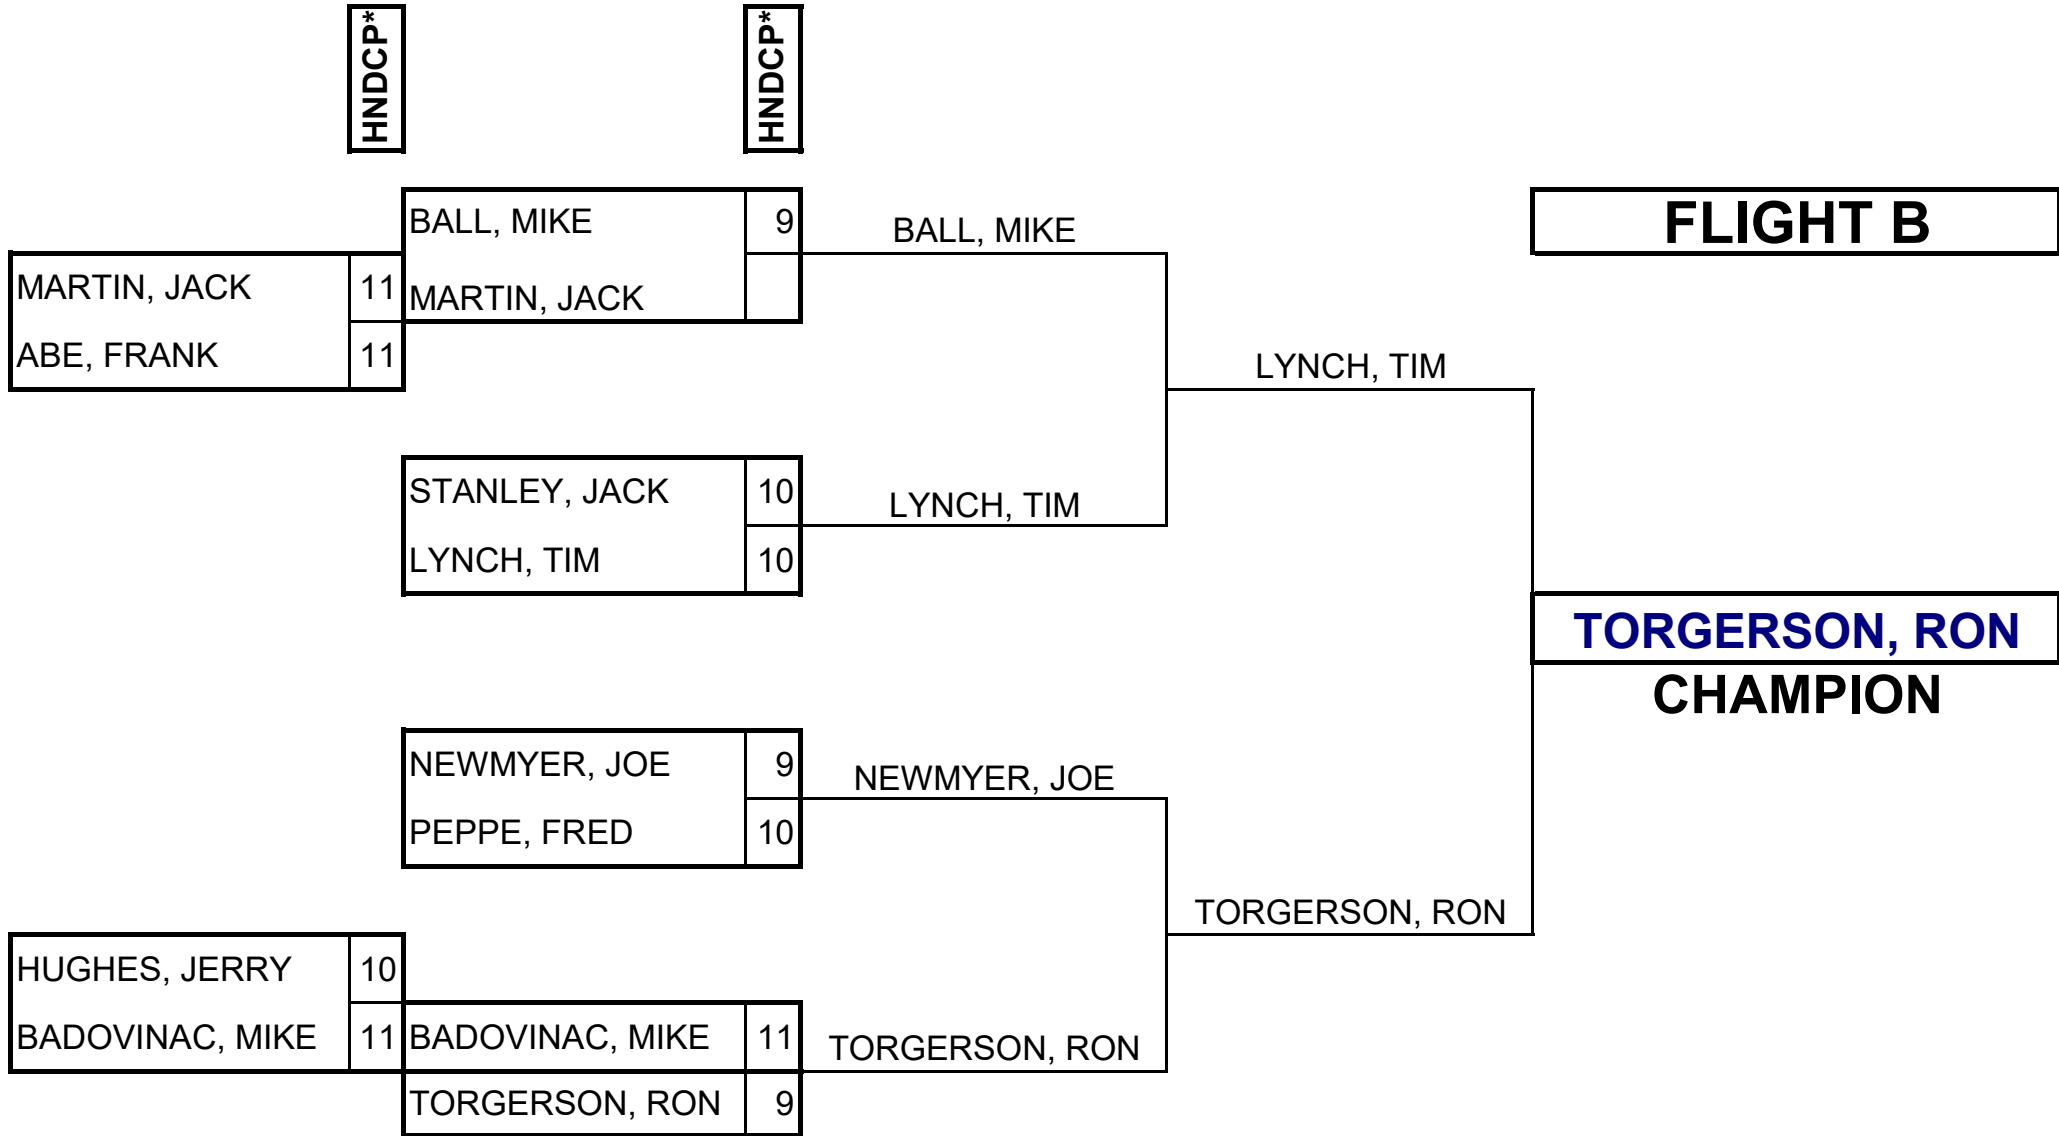 HNDCP* HNDCP*
BALL, MIKE 9 BALL, MIKE FLIGHT B
MARTIN, JACK 11 MARTIN, JACK
ABE, FRANK 11 LYNCH, TIM
STANLEY, JACK 10 LYNCH, TIM
LYNCH, TIM 10
TORGERSON, RON
CHAMPION
NEWMYER, JOE 9 NEWMYER, JOE
PEPPE, FRED 10
TORGERSON, RON
HUGHES, JERRY 10
BADOVINAC, MIKE 11 BADOVINAC, MIKE 11 TORGERSON, RON
TORGERSON, RON 9